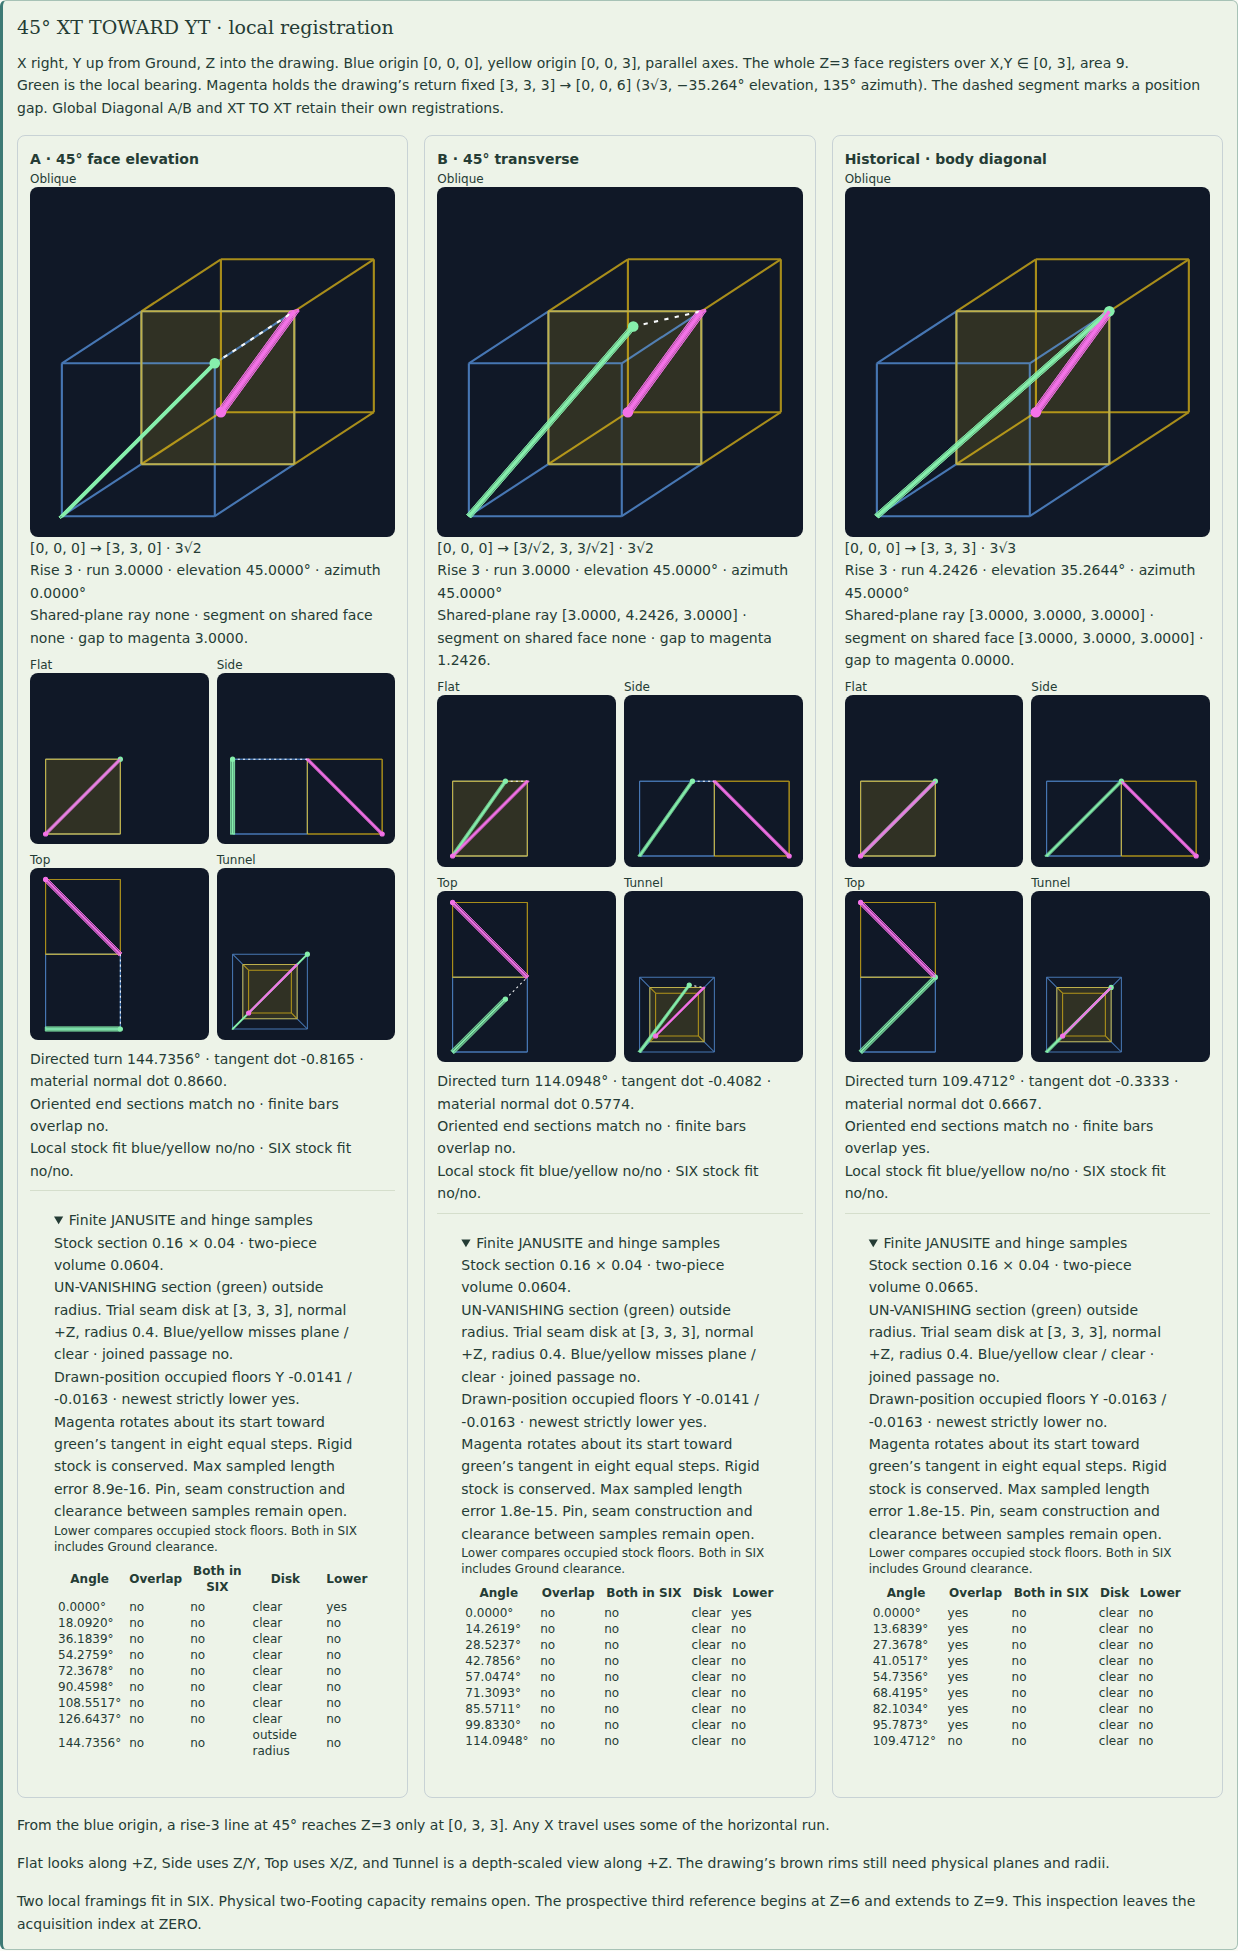 45° XT TOWARD YT · local registration
X right, Y up from Ground, Z into the drawing. Blue origin [0, 0, 0], yellow origin [0, 0, 3], parallel axes. The whole Z=3 face registers over X,Y ∈ [0, 3], area 9.
Green is the local bearing. Magenta holds the drawing’s return fixed [3, 3, 3] → [0, 0, 6] (3√3, −35.264° elevation, 135° azimuth). The dashed segment marks a position
gap. Global Diagonal A/B and XT TO XT retain their own registrations.
A · 45° face elevation
Oblique
[0, 0, 0] → [3, 3, 0] · 3√2
Rise 3 · run 3.0000 · elevation 45.0000° · azimuth
0.0000°
Shared-plane ray none · segment on shared face
none · gap to magenta 3.0000.
Flat
Side
Top
Tunnel
Directed turn 144.7356° · tangent dot -0.8165 ·
material normal dot 0.8660.
Oriented end sections match no · finite bars
overlap no.
Local stock fit blue/yellow no/no · SIX stock fit
no/no.
▼ Finite JANUSITE and hinge samples
Stock section 0.16 × 0.04 · two-piece
volume 0.0604.
UN-VANISHING section (green) outside
radius. Trial seam disk at [3, 3, 3], normal
+Z, radius 0.4. Blue/yellow misses plane /
clear · joined passage no.
Drawn-position occupied floors Y -0.0141 /
-0.0163 · newest strictly lower yes.
Magenta rotates about its start toward
green’s tangent in eight equal steps. Rigid
stock is conserved. Max sampled length
error 8.9e-16. Pin, seam construction and
clearance between samples remain open.
Lower compares occupied stock floors. Both in SIX
includes Ground clearance.
Angle Overlap Both in SIX Disk Lower
0.0000° no no clear yes
18.0920° no no clear no
36.1839° no no clear no
54.2759° no no clear no
72.3678° no no clear no
90.4598° no no clear no
108.5517° no no clear no
126.6437° no no clear no
144.7356° no no outside radius no
B · 45° transverse
Oblique
[0, 0, 0] → [3/√2, 3, 3/√2] · 3√2
Rise 3 · run 3.0000 · elevation 45.0000° · azimuth
45.0000°
Shared-plane ray [3.0000, 4.2426, 3.0000] ·
segment on shared face none · gap to magenta
1.2426.
Flat
Side
Top
Tunnel
Directed turn 114.0948° · tangent dot -0.4082 ·
material normal dot 0.5774.
Oriented end sections match no · finite bars
overlap no.
Local stock fit blue/yellow no/no · SIX stock fit
no/no.
▼ Finite JANUSITE and hinge samples
Stock section 0.16 × 0.04 · two-piece
volume 0.0604.
UN-VANISHING section (green) outside
radius. Trial seam disk at [3, 3, 3], normal
+Z, radius 0.4. Blue/yellow misses plane /
clear · joined passage no.
Drawn-position occupied floors Y -0.0141 /
-0.0163 · newest strictly lower yes.
Magenta rotates about its start toward
green’s tangent in eight equal steps. Rigid
stock is conserved. Max sampled length
error 1.8e-15. Pin, seam construction and
clearance between samples remain open.
Lower compares occupied stock floors. Both in SIX
includes Ground clearance.
Angle Overlap Both in SIX Disk Lower
0.0000° no no clear yes
14.2619° no no clear no
28.5237° no no clear no
42.7856° no no clear no
57.0474° no no clear no
71.3093° no no clear no
85.5711° no no clear no
99.8330° no no clear no
114.0948° no no clear no
Historical · body diagonal
Oblique
[0, 0, 0] → [3, 3, 3] · 3√3
Rise 3 · run 4.2426 · elevation 35.2644° · azimuth
45.0000°
Shared-plane ray [3.0000, 3.0000, 3.0000] ·
segment on shared face [3.0000, 3.0000, 3.0000] ·
gap to magenta 0.0000.
Flat
Side
Top
Tunnel
Directed turn 109.4712° · tangent dot -0.3333 ·
material normal dot 0.6667.
Oriented end sections match no · finite bars
overlap yes.
Local stock fit blue/yellow no/no · SIX stock fit
no/no.
▼ Finite JANUSITE and hinge samples
Stock section 0.16 × 0.04 · two-piece
volume 0.0665.
UN-VANISHING section (green) outside
radius. Trial seam disk at [3, 3, 3], normal
+Z, radius 0.4. Blue/yellow clear / clear ·
joined passage no.
Drawn-position occupied floors Y -0.0163 /
-0.0163 · newest strictly lower no.
Magenta rotates about its start toward
green’s tangent in eight equal steps. Rigid
stock is conserved. Max sampled length
error 1.8e-15. Pin, seam construction and
clearance between samples remain open.
Lower compares occupied stock floors. Both in SIX
includes Ground clearance.
Angle Overlap Both in SIX Disk Lower
0.0000° yes no clear no
13.6839° yes no clear no
27.3678° yes no clear no
41.0517° yes no clear no
54.7356° yes no clear no
68.4195° yes no clear no
82.1034° yes no clear no
95.7873° yes no clear no
109.4712° no no clear no
From the blue origin, a rise-3 line at 45° reaches Z=3 only at [0, 3, 3]. Any X travel uses some of the horizontal run.
Flat looks along +Z, Side uses Z/Y, Top uses X/Z, and Tunnel is a depth-scaled view along +Z. The drawing’s brown rims still need physical planes and radii.
Two local framings fit in SIX. Physical two-Footing capacity remains open. The prospective third reference begins at Z=6 and extends to Z=9. This inspection leaves the
acquisition index at ZERO.